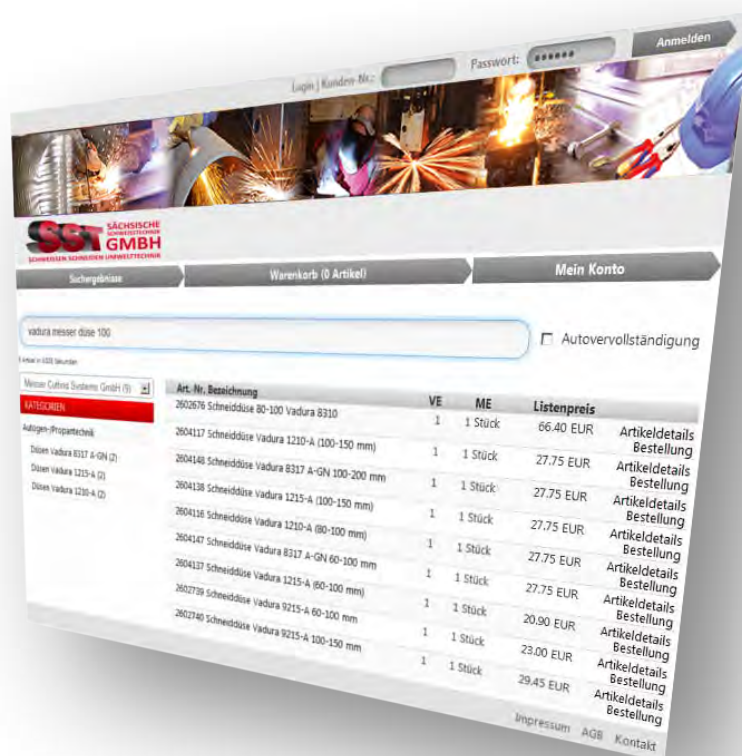 Login | Kunden-Nr.: Passwort: •••••• Anmelden
SST SÄCHSISCHE
SCHWEISSTECHNIK
GMBH
SCHWEISSEN SCHNEIDEN UMWELTTECHNIK
Suchergebnisse Warenkorb (0 Artikel) Mein Konto
vadura messer düse 100 Autovervollständigung
Messer Cutting Systems GmbH (9)
KATEGORIEN
Autogen-/Propantechnik
Düsen Vadura 8317 A-GN (2)
Düsen Vadura 1215-A (2)
Düsen Vadura 1210-A (2)
Art. Nr. Bezeichnung VE ME Listenpreis
2602676 Schneiddüse 80-100 Vadura 8310 1 1 Stück 66.40 EUR Artikeldetails
Bestellung
2604117 Schneiddüse Vadura 1210-A (100-150 mm) 1 1 Stück 27.75 EUR Artikeldetails
Bestellung
2604148 Schneiddüse Vadura 8317 A-GN 100-200 mm 1 1 Stück 27.75 EUR Artikeldetails
Bestellung
2604138 Schneiddüse Vadura 1215-A (100-150 mm) 1 1 Stück 27.75 EUR Artikeldetails
Bestellung
2604116 Schneiddüse Vadura 1210-A (80-100 mm) 1 1 Stück 27.75 EUR Artikeldetails
Bestellung
2604147 Schneiddüse Vadura 8317 A-GN 60-100 mm 1 1 Stück 27.75 EUR Artikeldetails
Bestellung
2604137 Schneiddüse Vadura 1215-A (60-100 mm) 1 1 Stück 20.90 EUR Artikeldetails
Bestellung
2602739 Schneiddüse Vadura 9215-A 60-100 mm 1 1 Stück 23.00 EUR Artikeldetails
Bestellung
2602740 Schneiddüse Vadura 9215-A 100-150 mm 1 1 Stück 29.45 EUR Artikeldetails
Bestellung
Impressum AGB Kontakt